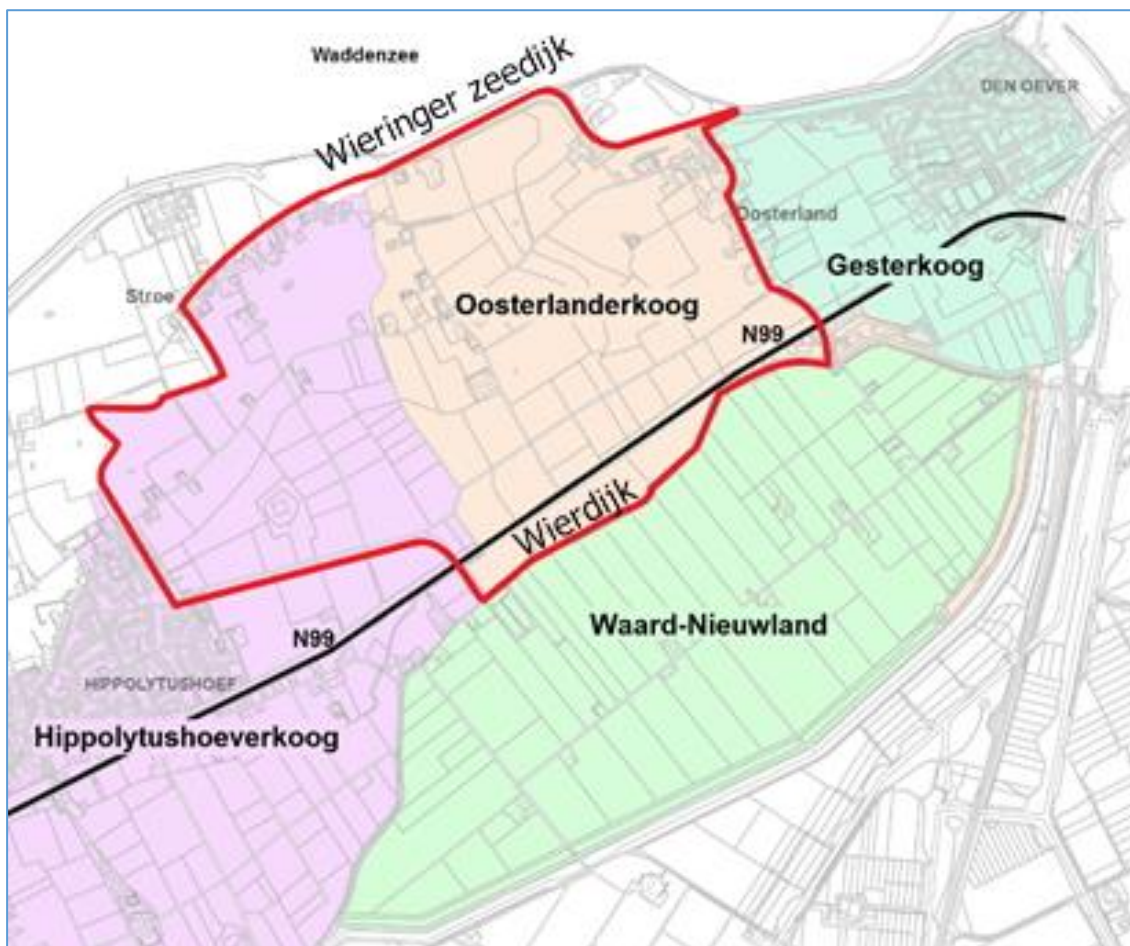 Waddenzee
Wieringer zeedijk
DEN OEVER
Oosterland
Gesterkoog
Stroe
Oosterlanderkoog
N99
Wierdijk
Waard-Nieuwland
N99
HIPPOLYTUSHOEF
Hippolytushoeverkoog